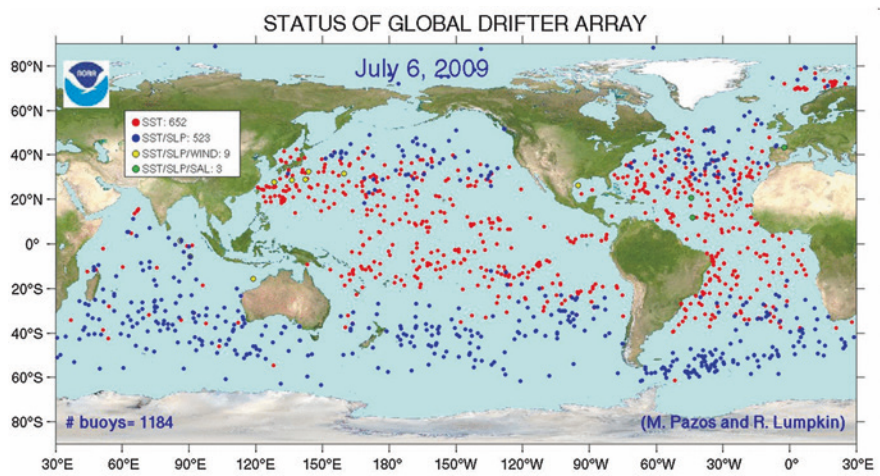 STATUS OF GLOBAL DRIFTER ARRAY
July 6, 2009
80°N
60°N
40°N
20°N
0°
20°S
40°S
60°S
80°S
NOAA
SST: 652
SST/SLP: 523
SST/SLP/WIND: 9
SST/SLP/SAL: 3
# buoys= 1184
(M. Pazos and R. Lumpkin)
30°E 60°E 90°E 120°E 150°E 180°W 150°W 120°W 90°W 60°W 30°W 0° 30°E